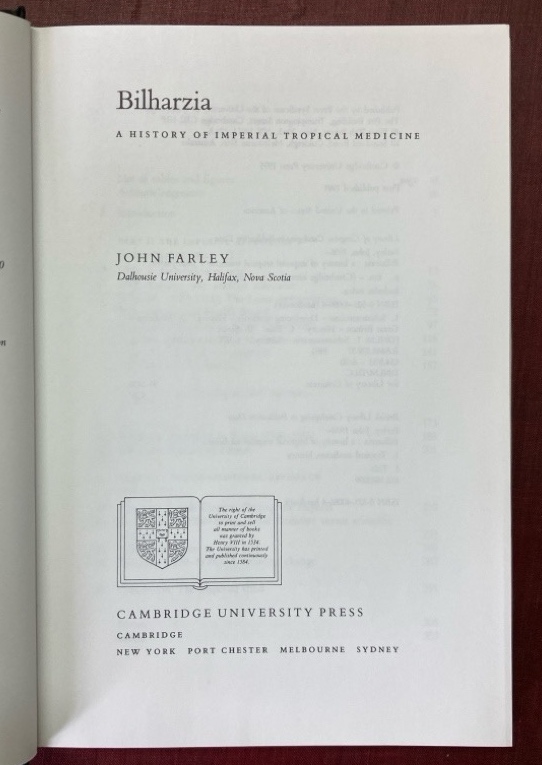 Bilharzia
A HISTORY OF IMPERIAL TROPICAL MEDICINE
JOHN FARLEY
Dalhousie University, Halifax, Nova Scotia
The right of the
University of Cambridge
to print and sell
all manner of books
was granted by
Henry VIII in 1534.
The University has printed
and published continuously
since 1584.
CAMBRIDGE UNIVERSITY PRESS
CAMBRIDGE
NEW YORK PORT CHESTER MELBOURNE SYDNEY